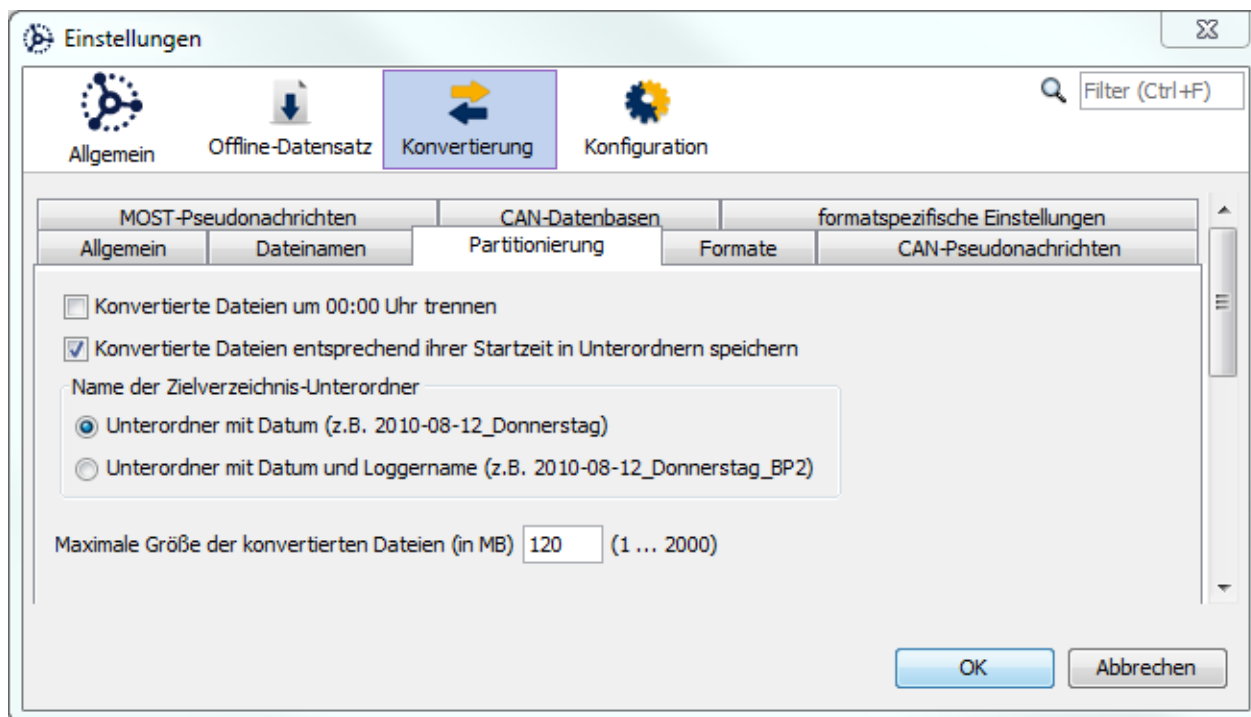 Einstellungen
Filter (Ctrl+F)
Allgemein
Offline-Datensatz
Konvertierung
Konfiguration
MOST-Pseudonachrichten
CAN-Datenbasen
formatspezifische Einstellungen
Allgemein
Dateinamen
Partitionierung
Formate
CAN-Pseudonachrichten
Konvertierte Dateien um 00:00 Uhr trennen
Konvertierte Dateien entsprechend ihrer Startzeit in Unterordnern speichern
Name der Zielverzeichnis-Unterordner
Unterordner mit Datum (z.B. 2010-08-12_Donnerstag)
Unterordner mit Datum und Loggername (z.B. 2010-08-12_Donnerstag_BP2)
Maximale Größe der konvertierten Dateien (in MB) 120 (1 ... 2000)
OK
Abbrechen